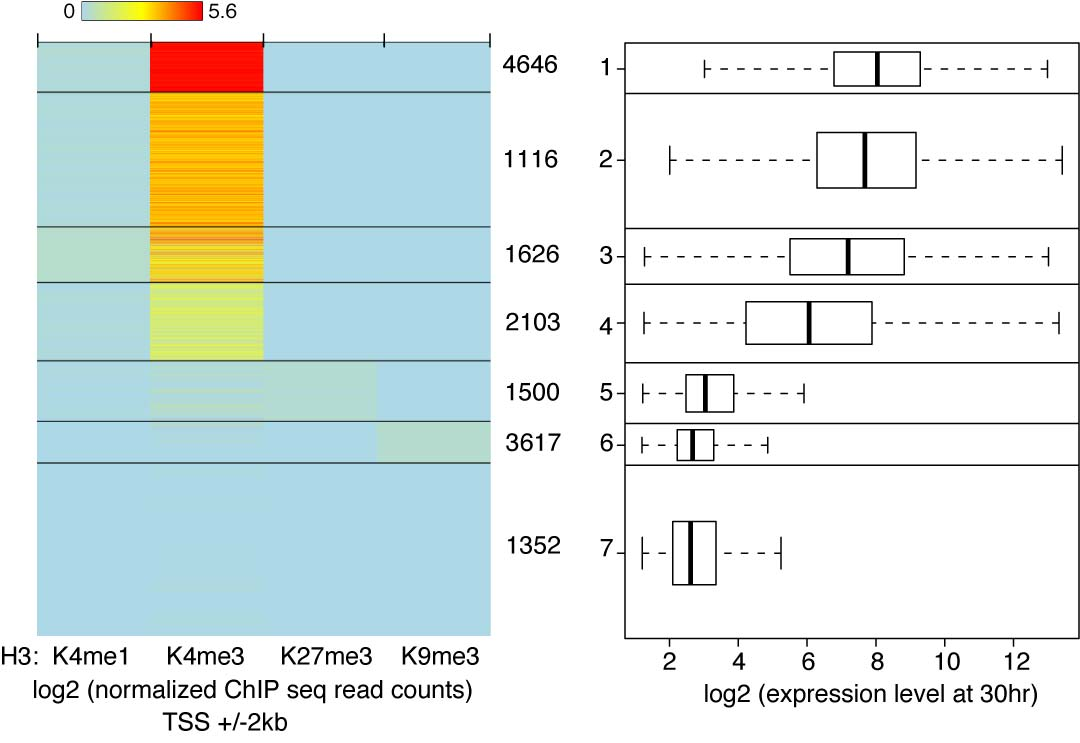 0 5.6
4646 1
1116 2
1626 3
2103 4
1500 5
3617 6
1352 7
H3: K4me1 K4me3 K27me3 K9me3
log2 (normalized ChIP seq read counts)
TSS +/-2kb
2 4 6 8 10 12
log2 (expression level at 30hr)